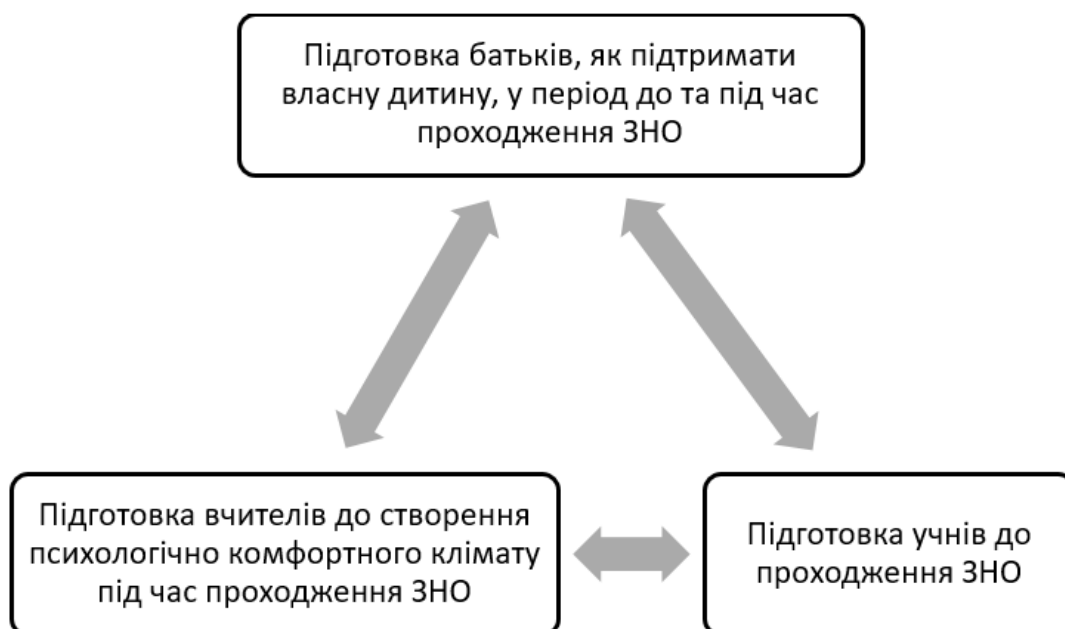 Підготовка батьків, як підтримати
власну дитину, у період до та під час
проходження ЗНО
Підготовка вчителів до створення
психологічно комфортного клімату
під час проходження ЗНО
Підготовка учнів до
проходження ЗНО